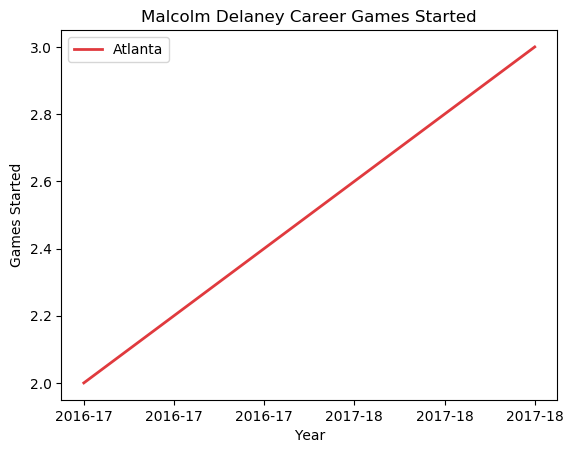 Malcolm Delaney Career Games Started
Atlanta
3.0
2.8
2.6
2.4
2.2
2.0
Games Started
2016-17 2016-17 2016-17 2017-18 2017-18 2017-18
Year